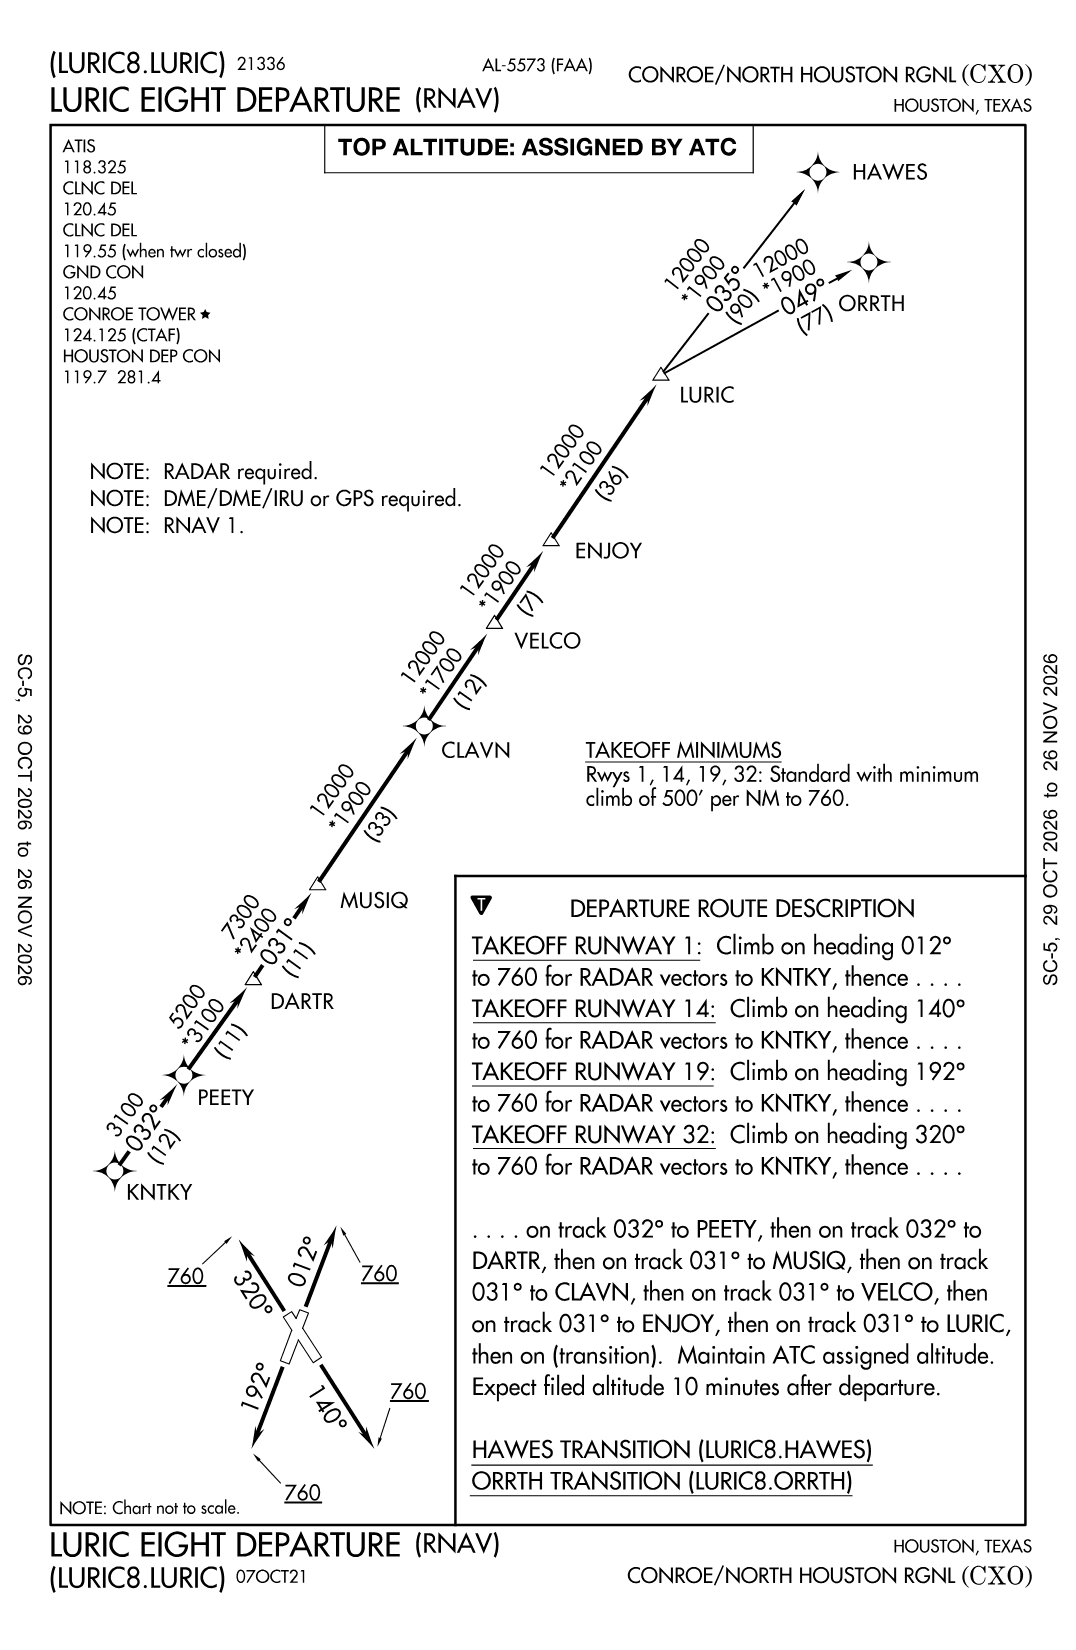 (LURIC8.LURIC) 21336
AL-5573 (FAA)
CONROE/NORTH HOUSTON RGNL (CXO)
LURIC EIGHT DEPARTURE (RNAV)
HOUSTON, TEXAS
TOP ALTITUDE: ASSIGNED BY ATC
ATIS
118.325
CLNC DEL
120.45
CLNC DEL
119.55 (when twr closed)
GND CON
120.45
CONROE TOWER ★
124.125 (CTAF)
HOUSTON DEP CON
119.7 281.4
HAWES
12000
*1900
035°
(90)
12000
*1900
049°
(77)
ORRTH
LURIC
12000
*2100
(36)
NOTE: RADAR required.
NOTE: DME/DME/IRU or GPS required.
NOTE: RNAV 1.
ENJOY
12000
*1900
(7)
VELCO
12000
*1700
(12)
CLAVN
TAKEOFF MINIMUMS
Rwys 1, 14, 19, 32: Standard with minimum
climb of 500′ per NM to 760.
12000
*1900
(33)
MUSIQ
7300
*2400
031°
(11)
DARTR
5200
*3100
(11)
PEETY
3100
032°
(12)
KNTKY
T
DEPARTURE ROUTE DESCRIPTION
TAKEOFF RUNWAY 1: Climb on heading 012°
to 760 for RADAR vectors to KNTKY, thence . . . .
TAKEOFF RUNWAY 14: Climb on heading 140°
to 760 for RADAR vectors to KNTKY, thence . . . .
TAKEOFF RUNWAY 19: Climb on heading 192°
to 760 for RADAR vectors to KNTKY, thence . . . .
TAKEOFF RUNWAY 32: Climb on heading 320°
to 760 for RADAR vectors to KNTKY, thence . . . .
. . . . on track 032° to PEETY, then on track 032° to
DARTR, then on track 031° to MUSIQ, then on track
031° to CLAVN, then on track 031° to VELCO, then
on track 031° to ENJOY, then on track 031° to LURIC,
then on (transition). Maintain ATC assigned altitude.
Expect filed altitude 10 minutes after departure.
HAWES TRANSITION (LURIC8.HAWES)
ORRTH TRANSITION (LURIC8.ORRTH)
760
320°
012°
760
192°
140°
760
760
NOTE: Chart not to scale.
SC-5, 29 OCT 2026 to 26 NOV 2026
SC-5, 29 OCT 2026 to 26 NOV 2026
LURIC EIGHT DEPARTURE (RNAV)
HOUSTON, TEXAS
(LURIC8.LURIC) 07OCT21
CONROE/NORTH HOUSTON RGNL (CXO)